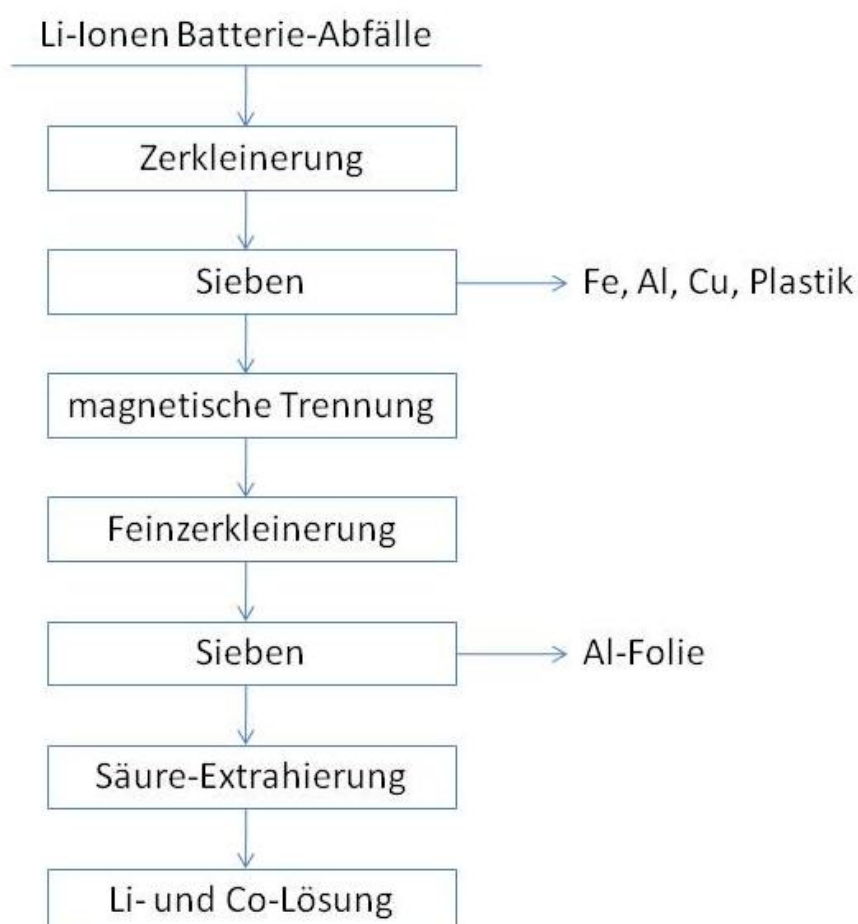 Li-Ionen Batterie-Abfälle
Zerkleinerung
Sieben
Fe, Al, Cu, Plastik
magnetische Trennung
Feinzerkleinerung
Sieben
Al-Folie
Säure-Extrahierung
Li- und Co-Lösung